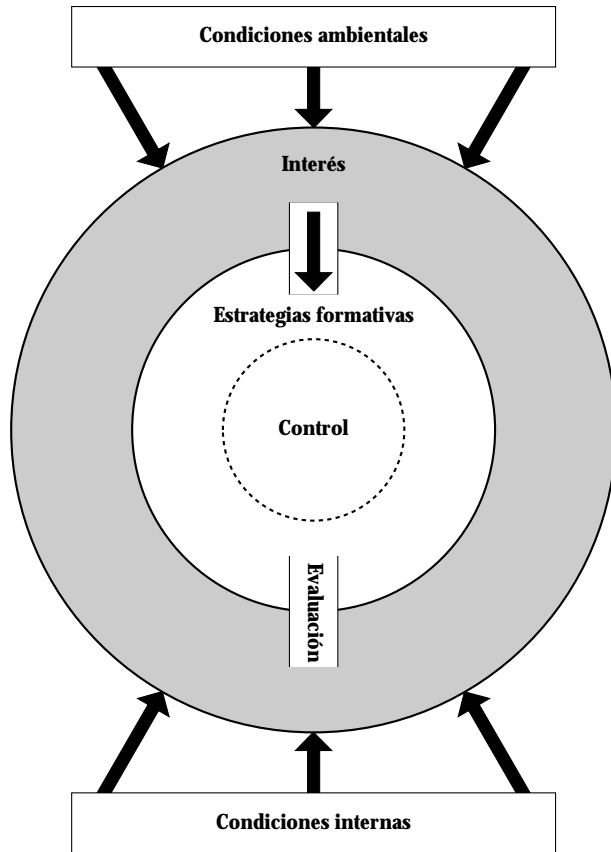 Condiciones ambientales
Interés
Estrategias formativas
Control
Evaluación
Condiciones internas